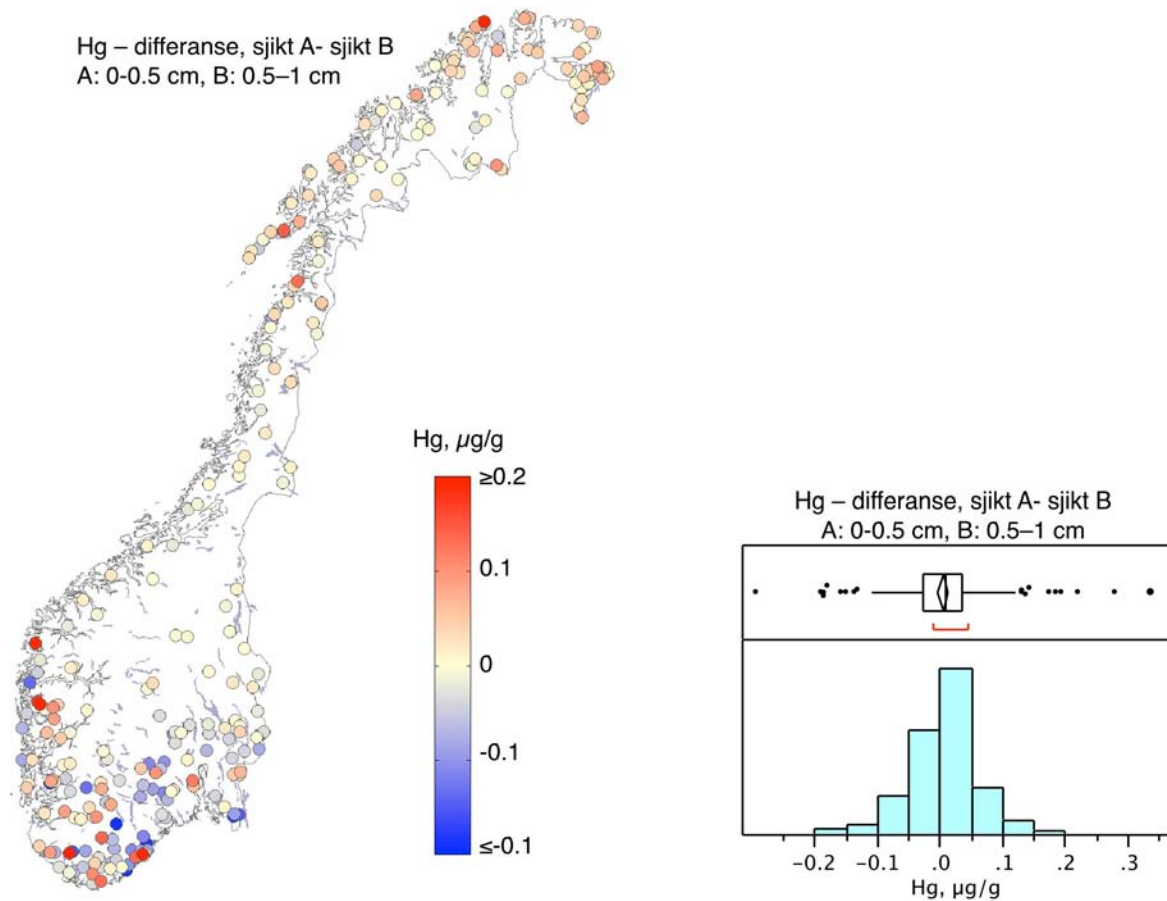 Hg – differanse, sjikt A- sjikt B
A: 0-0.5 cm, B: 0.5–1 cm
Hg, µg/g
≥0.2
0.1
0
-0.1
≤-0.1
Hg – differanse, sjikt A- sjikt B
A: 0-0.5 cm, B: 0.5–1 cm
-0.2 -0.1 .0 .1 .2 .3
Hg, µg/g